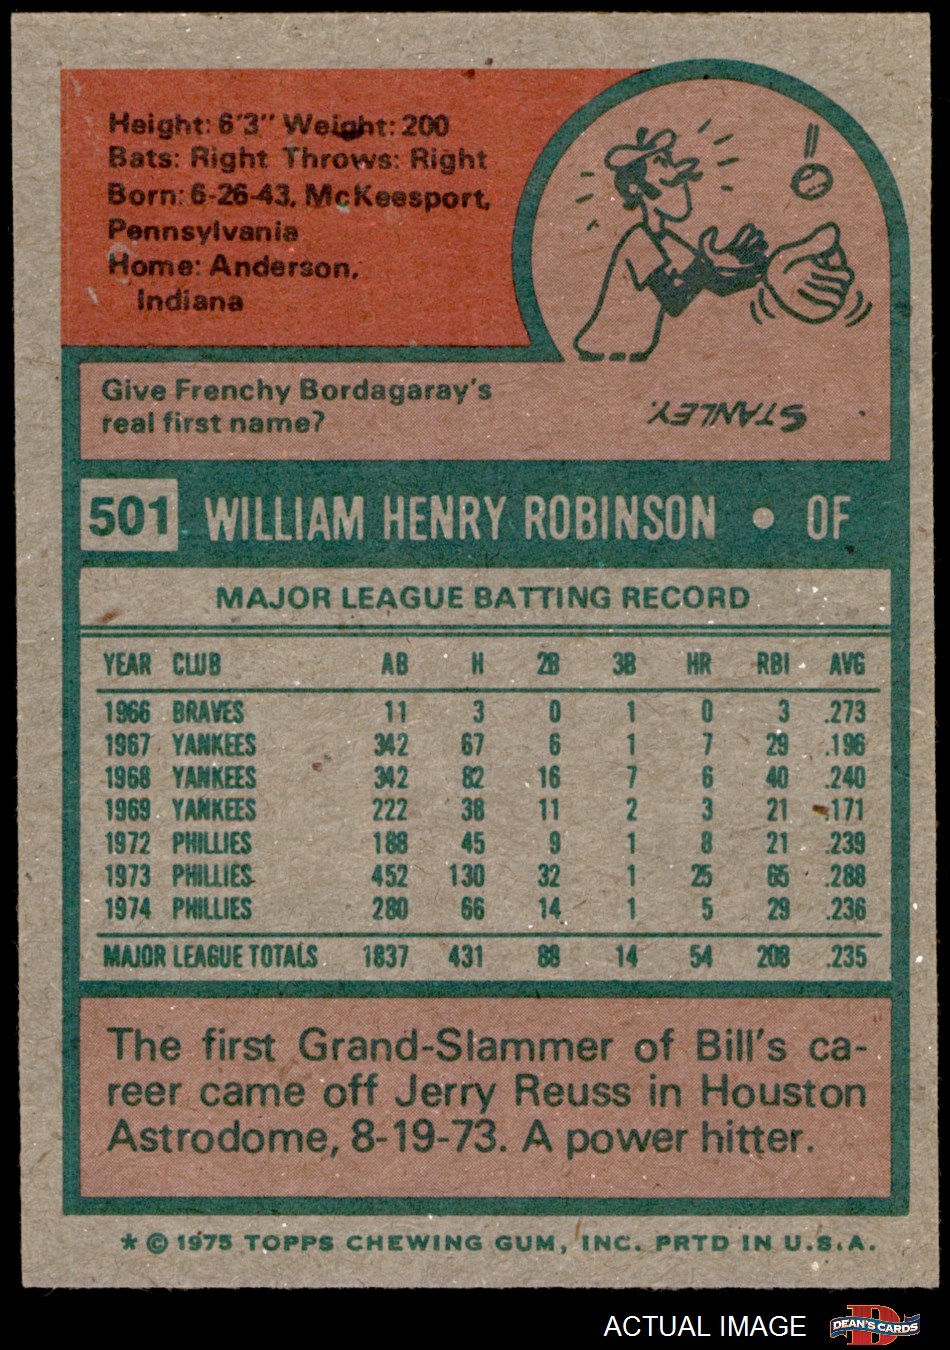 Height: 6'3" Weight: 200
Bats: Right Throws: Right
Born: 6-26-43, McKeesport,
Pennsylvania
Home: Anderson,
Indiana
Give Frenchy Bordagaray's
real first name?
STANLEY.
501 WILLIAM HENRY ROBINSON • OF
MAJOR LEAGUE BATTING RECORD
YEAR CLUB AB H 2B 3B HR RBI AVG
1966 BRAVES 11 3 0 1 0 3 .273
1967 YANKEES 342 67 6 1 7 29 .196
1968 YANKEES 342 82 16 7 6 40 .240
1969 YANKEES 222 38 11 2 3 21 .171
1972 PHILLIES 188 45 9 1 8 21 .239
1973 PHILLIES 452 130 32 1 25 65 .288
1974 PHILLIES 280 66 14 1 5 29 .236
MAJOR LEAGUE TOTALS 1837 431 88 14 54 208 .235
The first Grand-Slammer of Bill's ca-
reer came off Jerry Reuss in Houston
Astrodome, 8-19-73. A power hitter.
* © 1975 TOPPS CHEWING GUM, INC. PRTD IN U.S.A.
ACTUAL IMAGE
D
DEAN'S CARDS